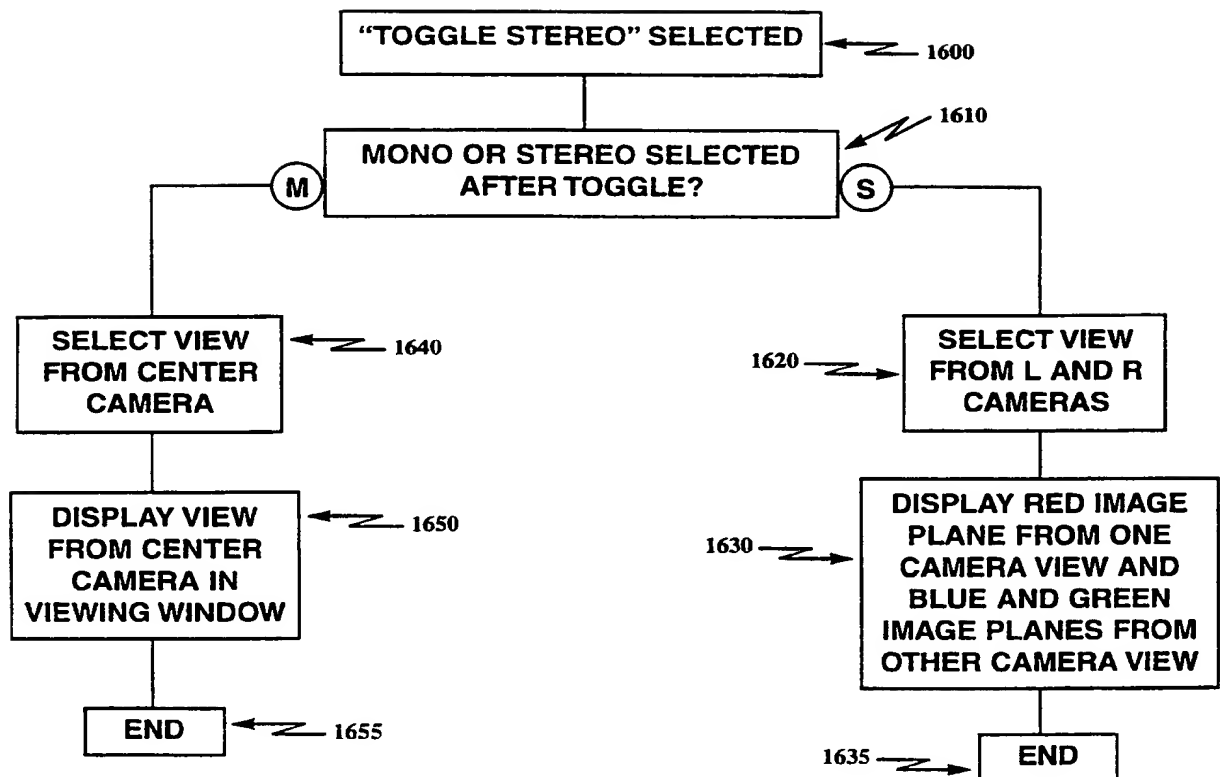 "TOGGLE STEREO" SELECTED
1600
1610
MONO OR STEREO SELECTED
AFTER TOGGLE?
M
S
SELECT VIEW
FROM CENTER
CAMERA
1640
1620
SELECT VIEW
FROM L AND R
CAMERAS
DISPLAY VIEW
FROM CENTER
CAMERA IN
VIEWING WINDOW
1650
1630
DISPLAY RED IMAGE
PLANE FROM ONE
CAMERA VIEW AND
BLUE AND GREEN
IMAGE PLANES FROM
OTHER CAMERA VIEW
END
1655
1635
END